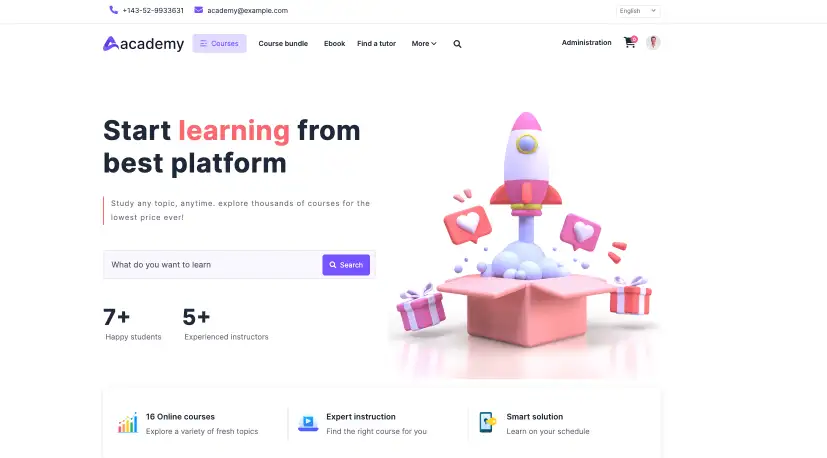 +143-52-9933631 academy@example.com English
academy Courses Course bundle Ebook Find a tutor More Administration
Start learning from
best platform
Study any topic, anytime. explore thousands of courses for the
lowest price ever!
What do you want to learn Search
7+ 5+
Happy students Experienced instructors
16 Online courses Expert instruction Smart solution
Explore a variety of fresh topics Find the right course for you Learn on your schedule